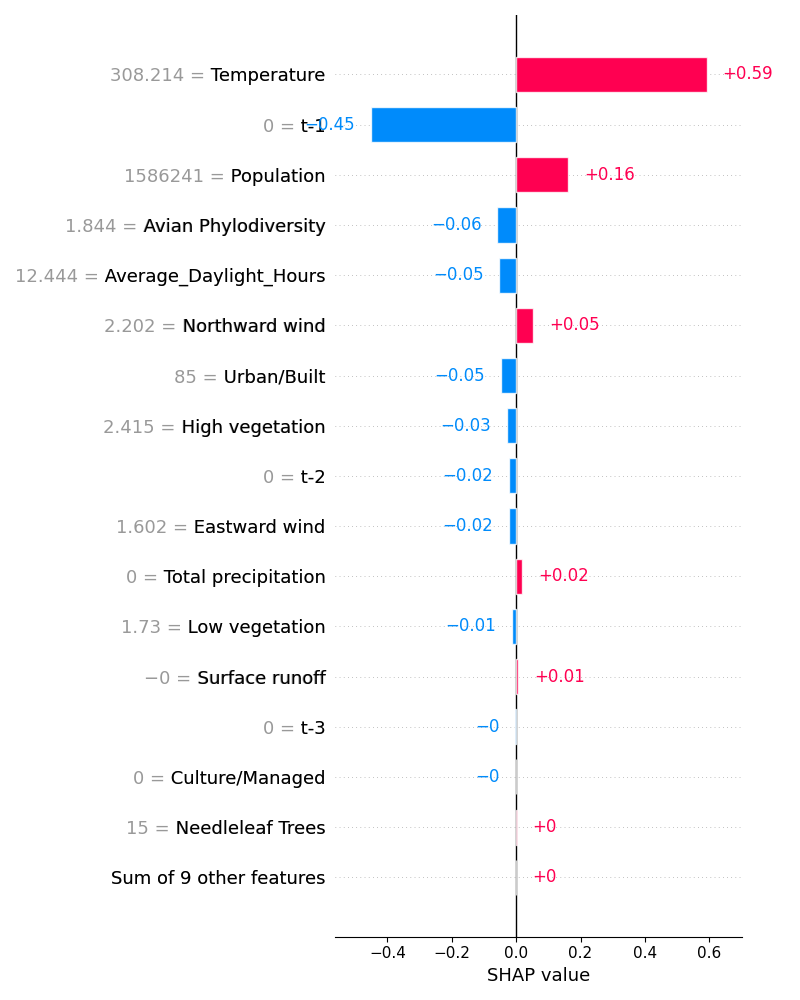 308.214 = Temperature +0.59
0 = t-1 −0.45
1586241 = Population +0.16
1.844 = Avian Phylodiversity −0.06
12.444 = Average_Daylight_Hours −0.05
2.202 = Northward wind +0.05
85 = Urban/Built −0.05
2.415 = High vegetation −0.03
0 = t-2 −0.02
1.602 = Eastward wind −0.02
0 = Total precipitation +0.02
1.73 = Low vegetation −0.01
−0 = Surface runoff +0.01
0 = t-3 −0
0 = Culture/Managed −0
15 = Needleleaf Trees +0
Sum of 9 other features +0
−0.4 −0.2 0.0 0.2 0.4 0.6
SHAP value